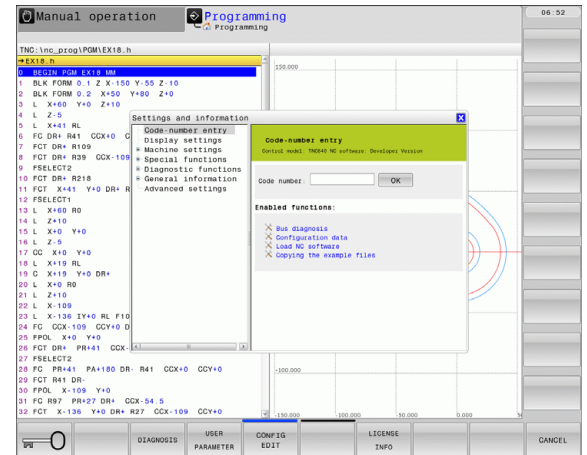 Manual operation
Programming
Programming
06:52
TNC:\nc_prog\PGM\EX18.h
→EX18.h
0 BEGIN PGM EX18 MM
1 BLK FORM 0.1 Z X-150 Y-55 Z-10
2 BLK FORM 0.2 X+50 Y+80 Z+0
3 L X+60 Y+0 Z+10
4 L Z-5
5 L X+41 RL
6 FC DR+ R41 CCX+0 C
7 FCT DR+ R109
8 FCT DR+ R39 CCX-109
9 FSELECT2
10 FCT DR+ R218
11 FCT X+41 Y+0 DR+ R
12 FSELECT1
13 L X+60 R0
14 L Z+10
15 L X+0 Y+0
16 L Z-5
17 CC X+0 Y+0
18 L X+19 RL
19 C X+19 Y+0 DR+
20 L X+0 R0
21 L Z+10
22 L X-109
23 L X-136 IY+0 RL F10
24 FC CCX-109 CCY+0 D
25 FPOL X+0 Y+0
26 FCT DR+ PR+41 CCX-
27 FSELECT2
28 FC PR+41 PA+180 DR- R41 CCX+0 CCY+0
29 FCT R41 DR-
30 FPOL X-109 Y+0
31 FC R97 PR+27 DR+ CCX-54.5
32 FCT X-136 Y+0 DR+ R27 CCX-109 CCY+0
150.000
-100.000
-150.000 -100.000 -50.000 0.000
Settings and information
Code-number entry
Display settings
Machine settings
Special functions
Diagnostic functions
General information
Advanced settings
Code-number entry
Control model: TNC640 NC software: Developer Version
Code number:
OK
Enabled functions:
Bus diagnosis
Configuration data
Load NC software
Copying the example files
DIAGNOSIS
USER
PARAMETER
CONFIG
EDIT
LICENSE
INFO
CANCEL